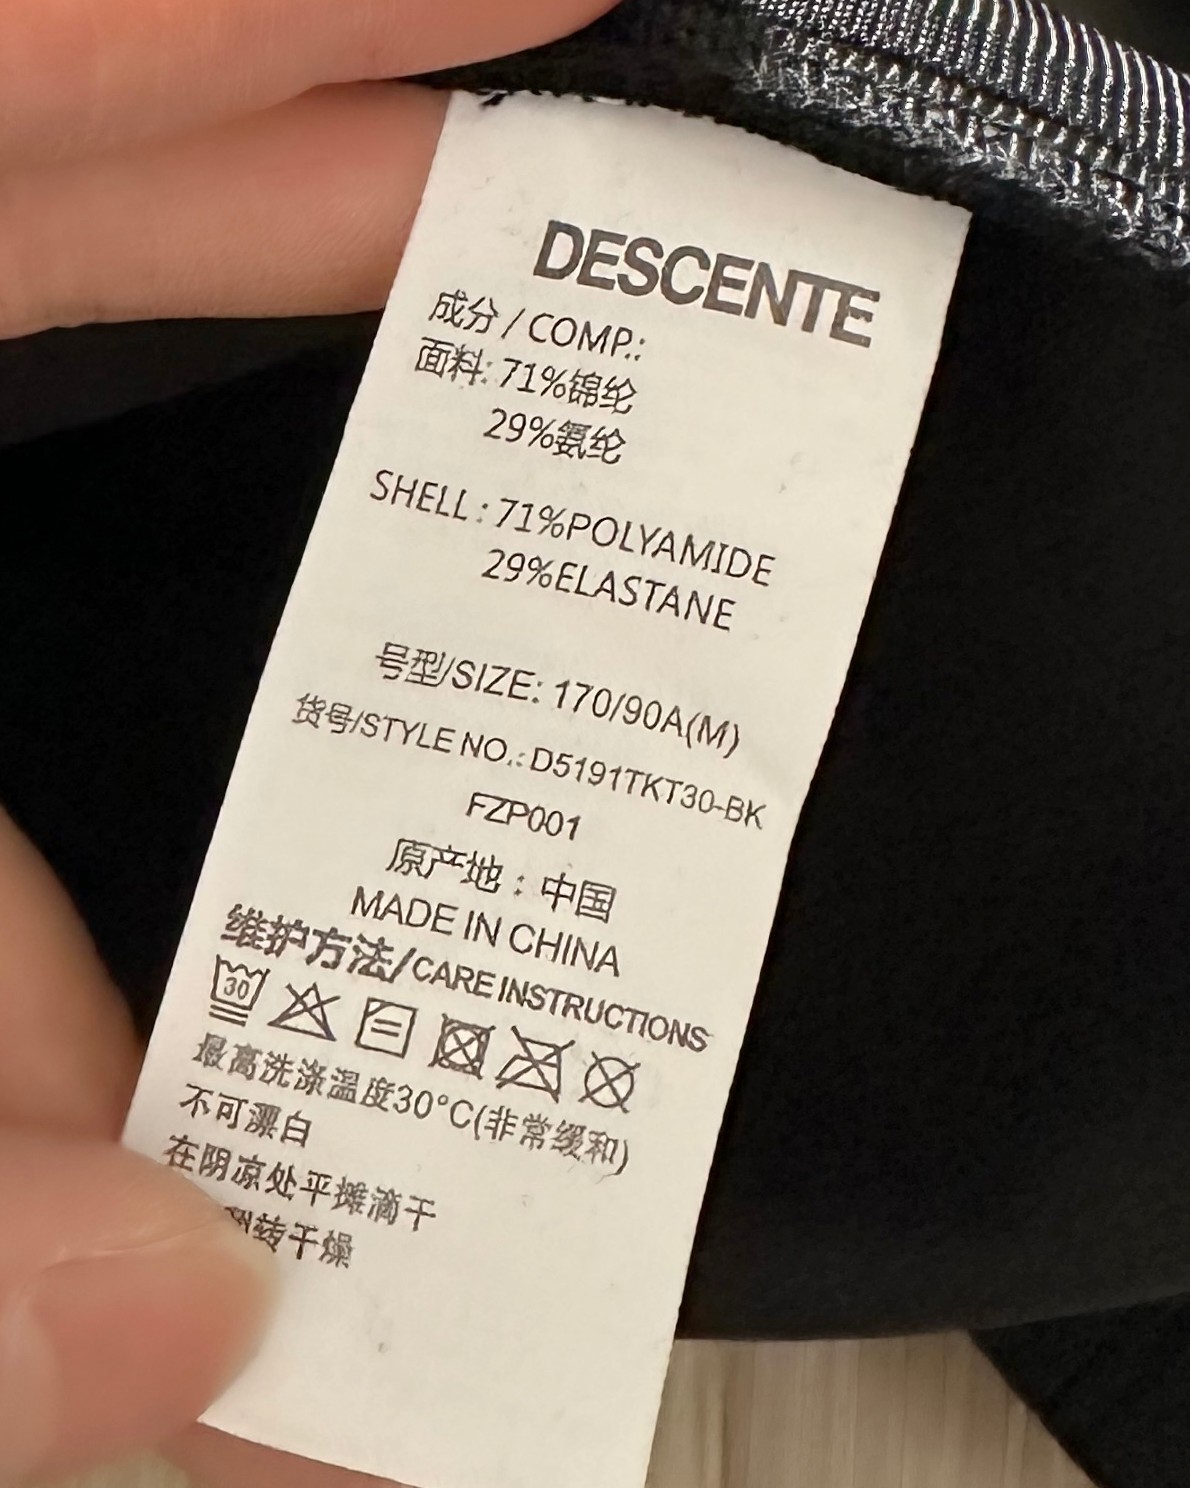 DESCENTE
成分 / COMP.:
面料: 71%锦纶
29%氨纶
SHELL : 71%POLYAMIDE
29%ELASTANE
号型/SIZE: 170/90A(M)
货号/STYLE NO.: D5191TKT30-BK
FZP001
原产地：中国
MADE IN CHINA
维护方法/CARE INSTRUCTIONS
30
最高洗涤温度30°C(非常缓和)
不可漂白
在阴凉处平摊滴干
转干燥